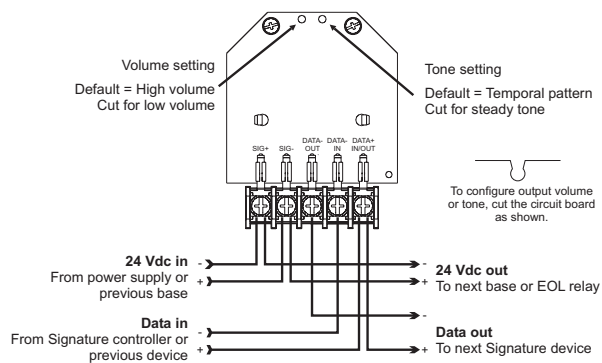 Volume setting
Default = High volume
Cut for low volume
Tone setting
Default = Temporal pattern
Cut for steady tone
SIG+
SIG-
DATA-
OUT
DATA-
IN
DATA+
IN/OUT
To configure output volume
or tone, cut the circuit board
as shown.
24 Vdc in
From power supply or
previous base
-
+
-
+
24 Vdc out
To next base or EOL relay
Data in
From Signature controller or
previous device
-
+
-
+
Data out
To next Signature device